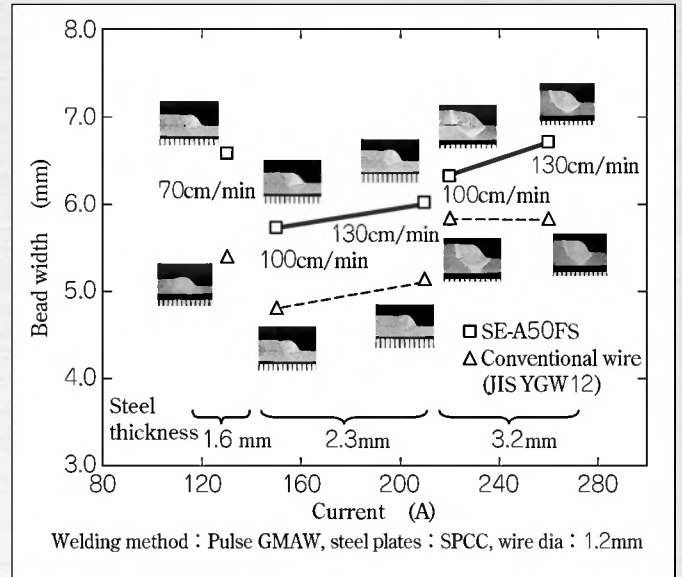 8.0
7.0
6.0
5.0
4.0
3.0
Bead width (mm)
70cm/min
100cm/min
130cm/min
100cm/min
130cm/min
SE-A50FS
Conventional wire
(JIS YGW12)
Steel
thickness
1.6 mm
2.3mm
3.2mm
80 120 160 200 240 280
Current (A)
Welding method : Pulse GMAW, steel plates : SPCC, wire dia : 1.2mm